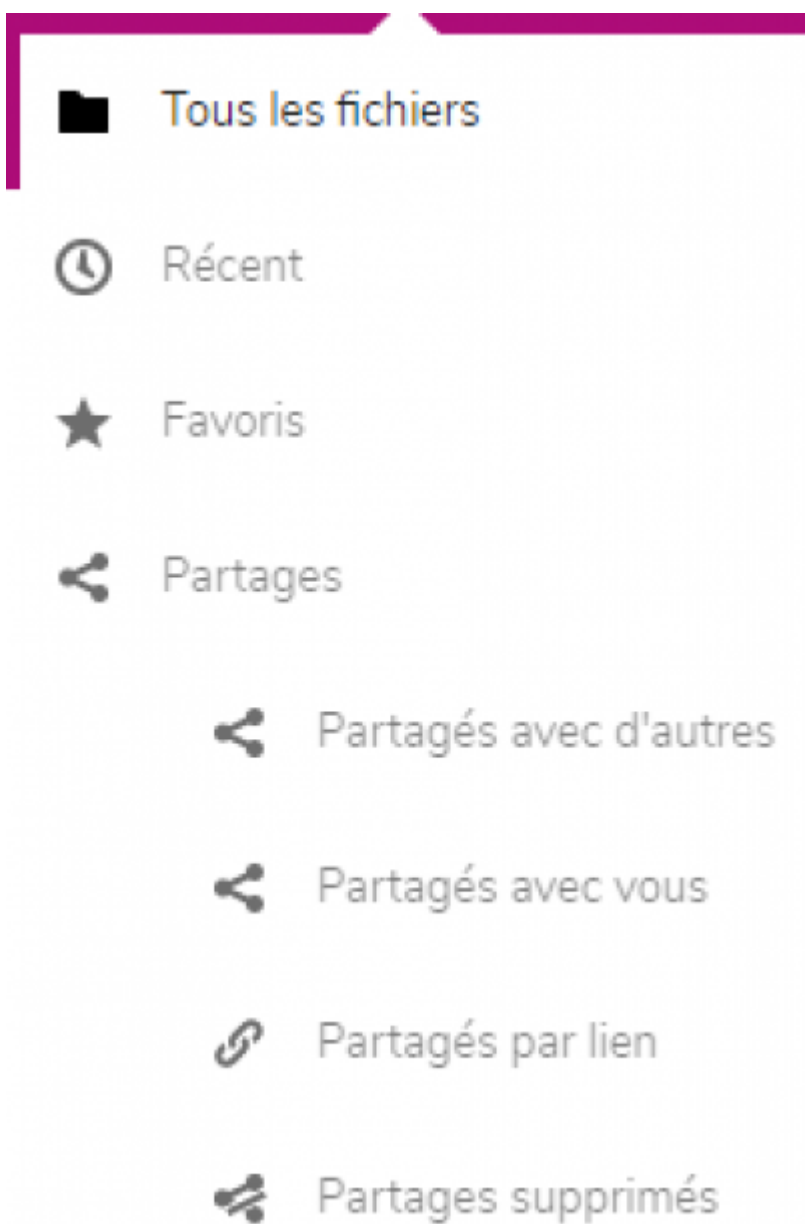 Tous les fichiers
Récent
Favoris
Partages
Partagés avec d'autres
Partagés avec vous
Partagés par lien
Partages supprimés